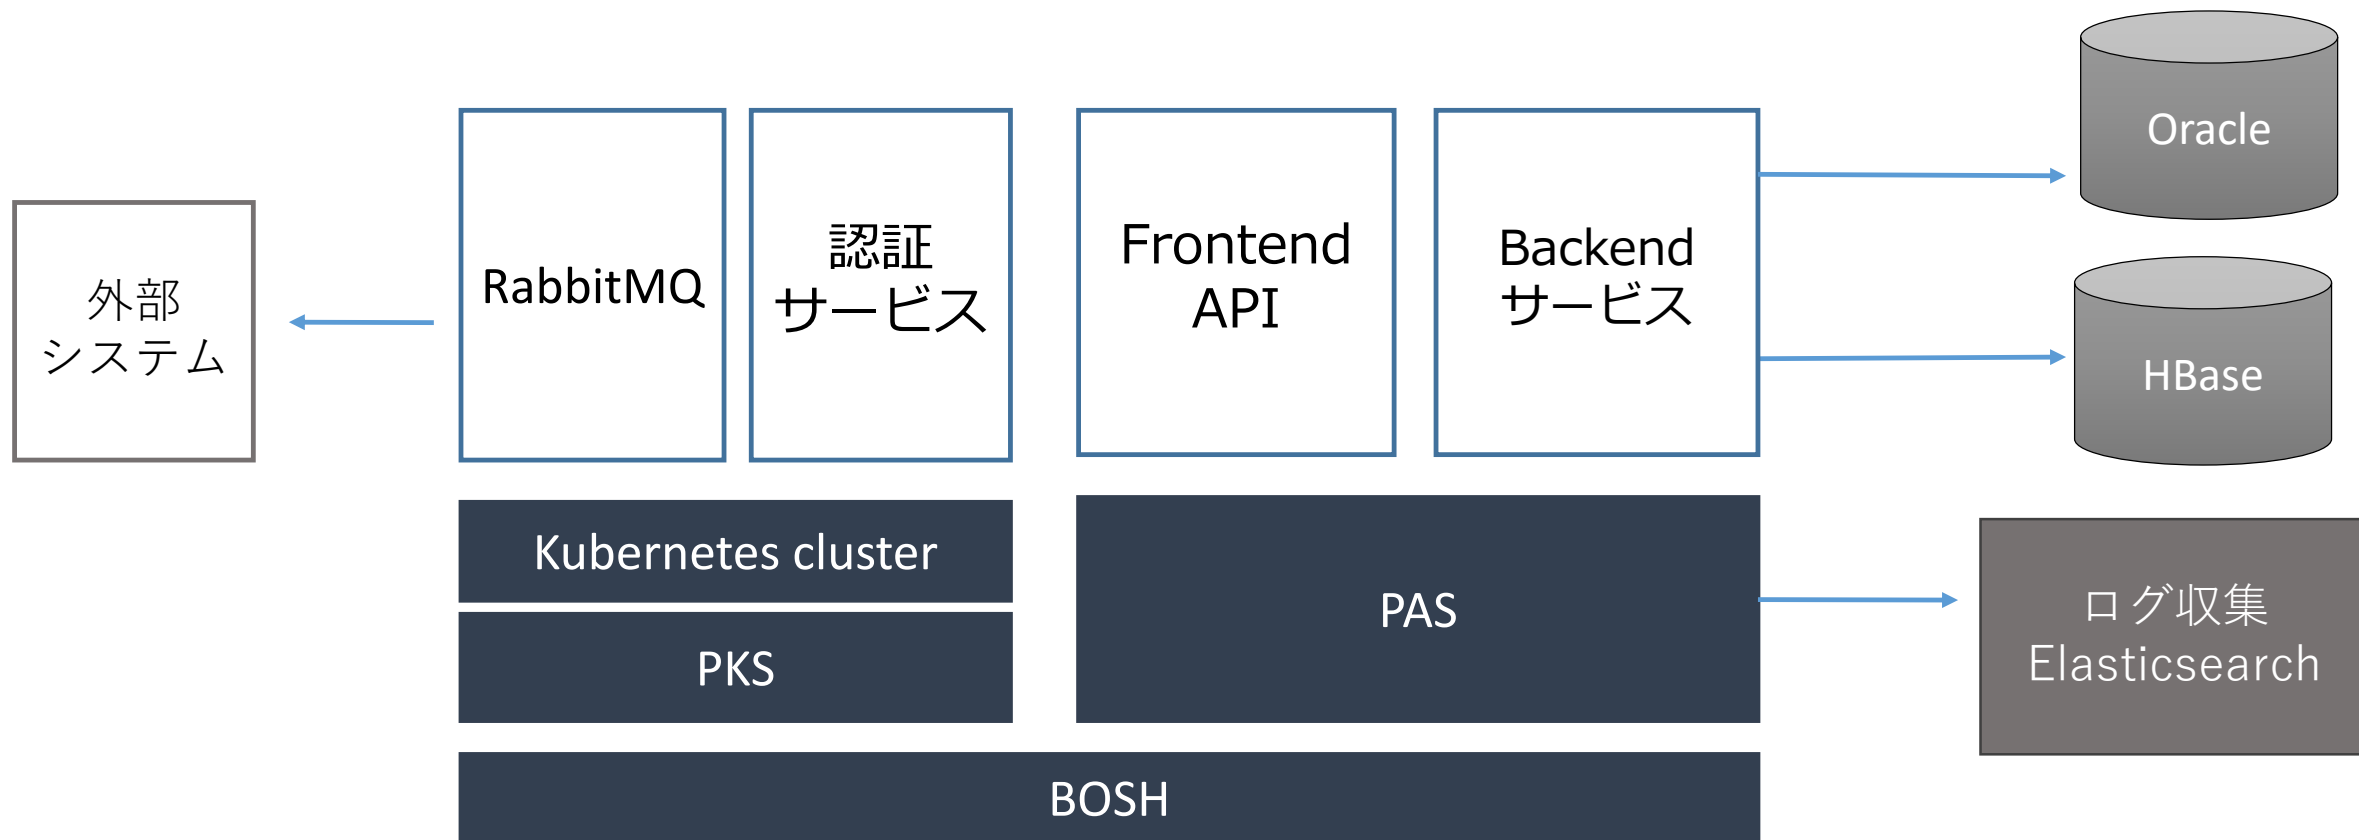 外部
システム
RabbitMQ
認証
サービス
Frontend
API
Backend
サービス
Oracle
HBase
Kubernetes cluster
PKS
PAS
ログ収集
Elasticsearch
BOSH